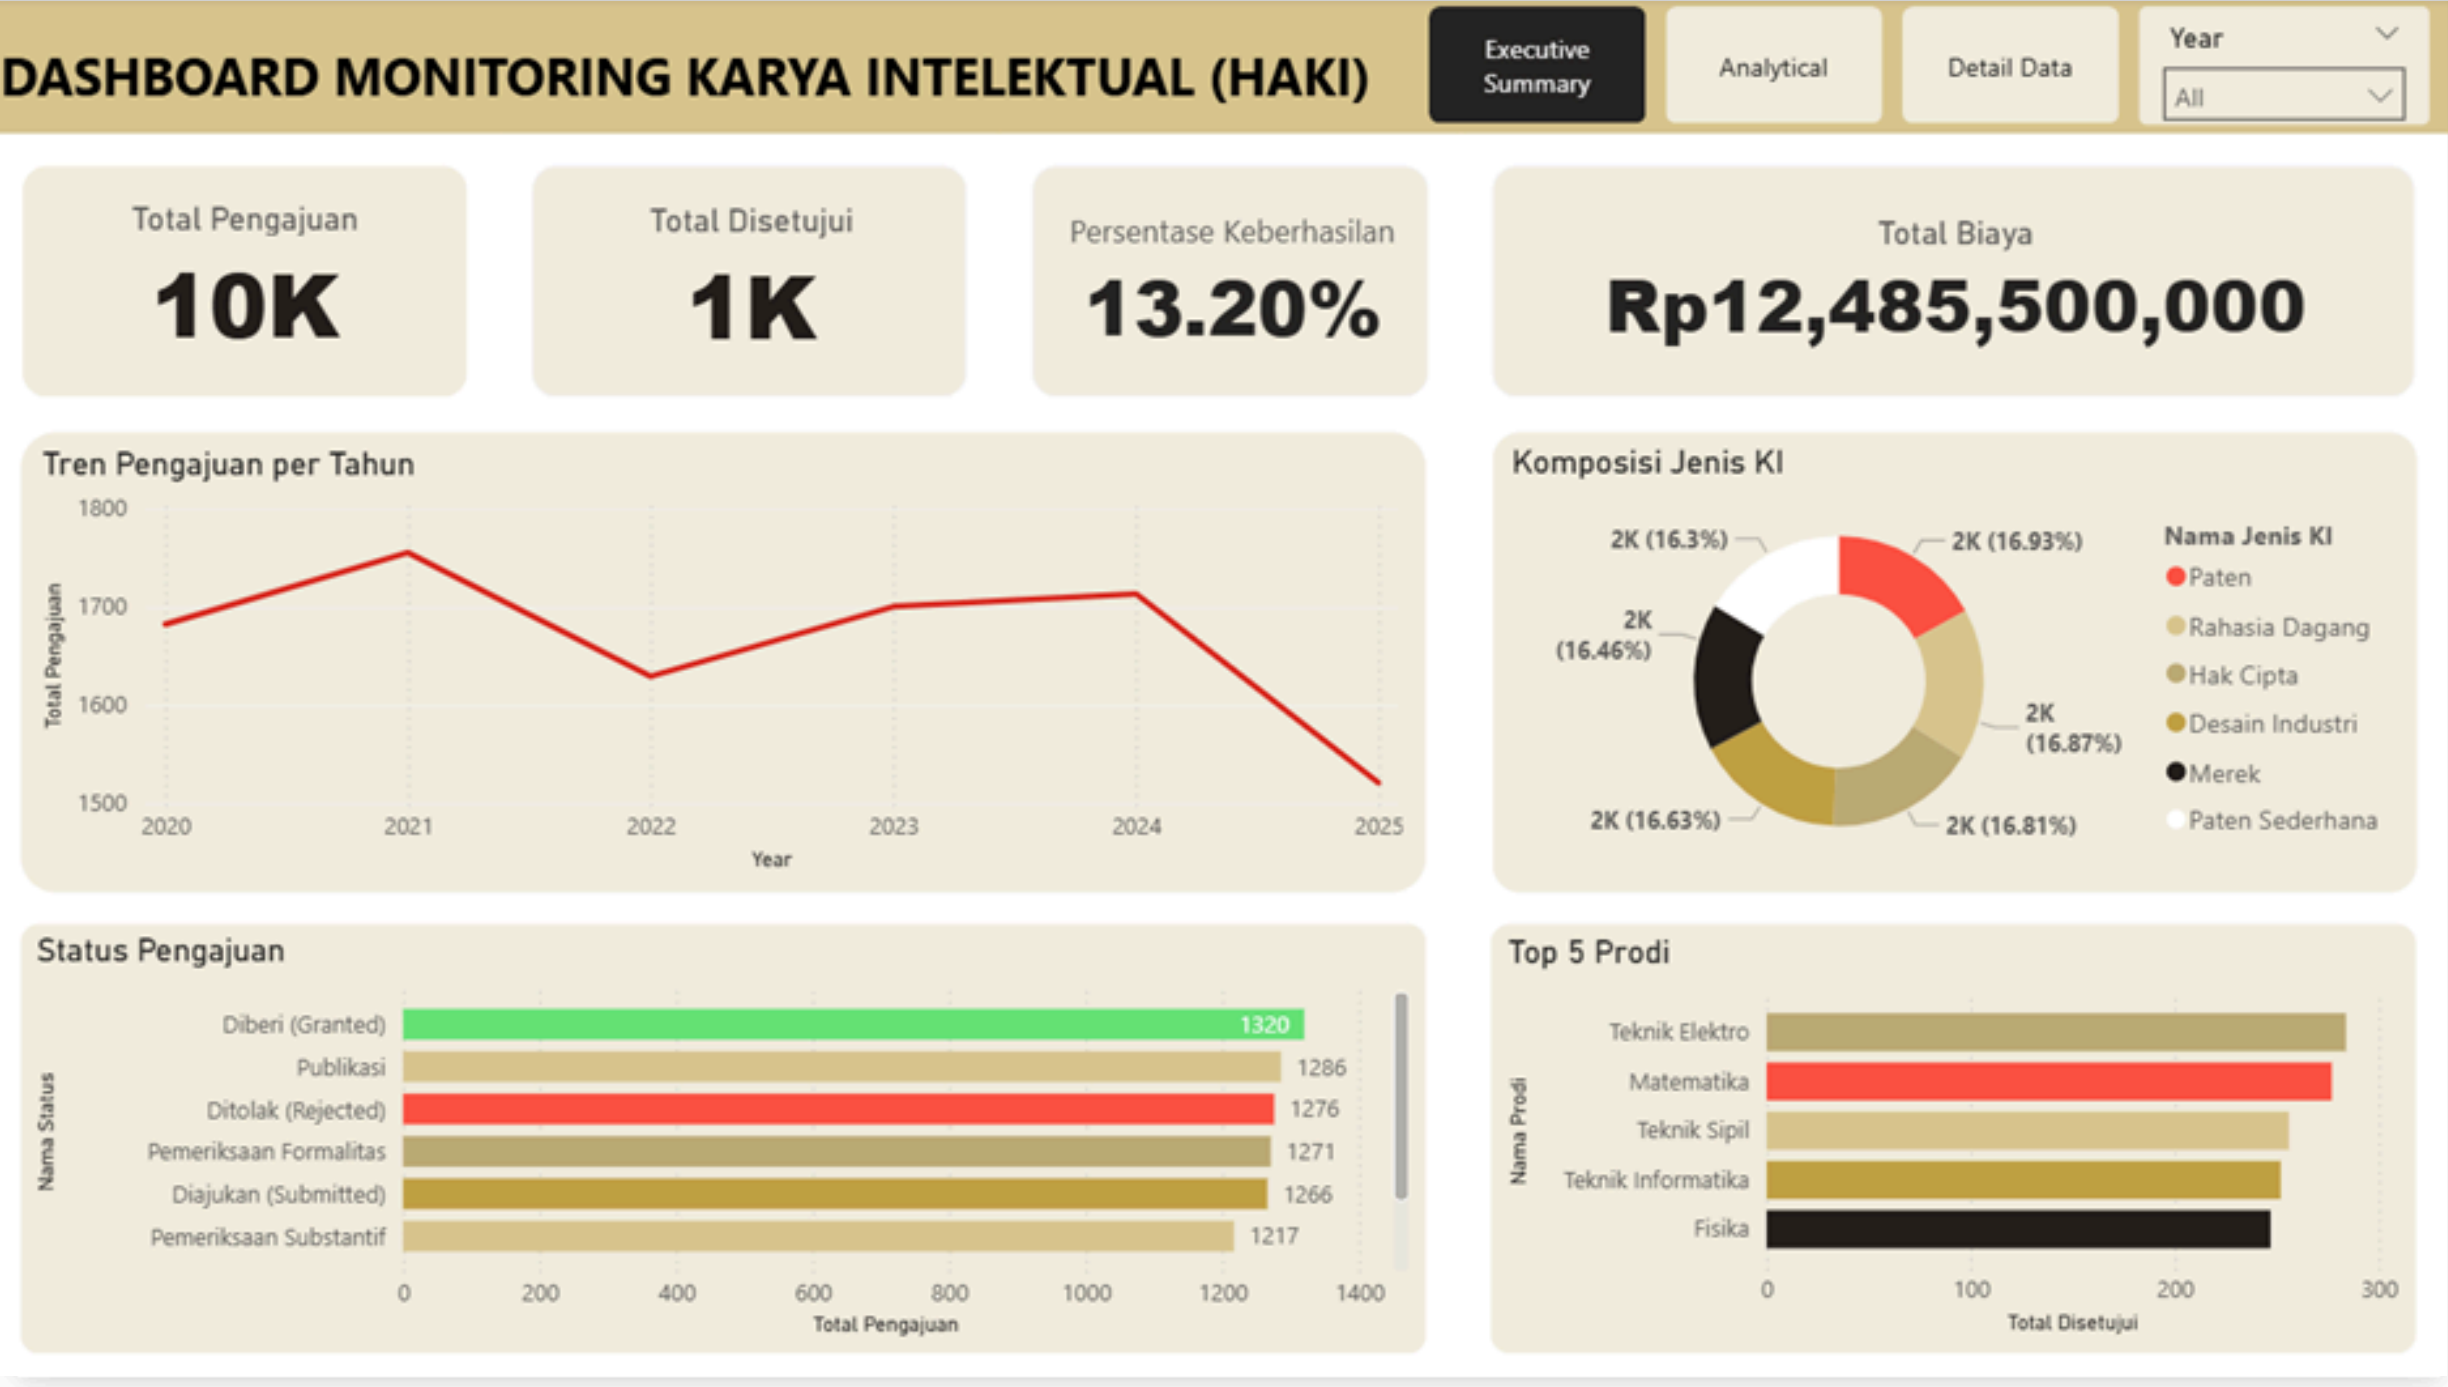 DASHBOARD MONITORING KARYA INTELEKTUAL (HAKI)
Executive
Summary
Analytical
Detail Data
Year
All
Total Pengajuan
10K
Total Disetujui
1K
Persentase Keberhasilan
13.20%
Total Biaya
Rp12,485,500,000
Tren Pengajuan per Tahun
Total Pengajuan
1800
1700
1600
1500
2020
2021
2022
2023
2024
2025
Year
Komposisi Jenis KI
2K (16.3%)
2K (16.93%)
2K
(16.46%)
2K
(16.87%)
2K (16.63%)
2K (16.81%)
Nama Jenis KI
Paten
Rahasia Dagang
Hak Cipta
Desain Industri
Merek
Paten Sederhana
Status Pengajuan
Nama Status
Diberi (Granted)
1320
Publikasi
1286
Ditolak (Rejected)
1276
Pemeriksaan Formalitas
1271
Diajukan (Submitted)
1266
Pemeriksaan Substantif
1217
0
200
400
600
800
1000
1200
1400
Total Pengajuan
Top 5 Prodi
Nama Prodi
Teknik Elektro
Matematika
Teknik Sipil
Teknik Informatika
Fisika
0
100
200
300
Total Disetujui